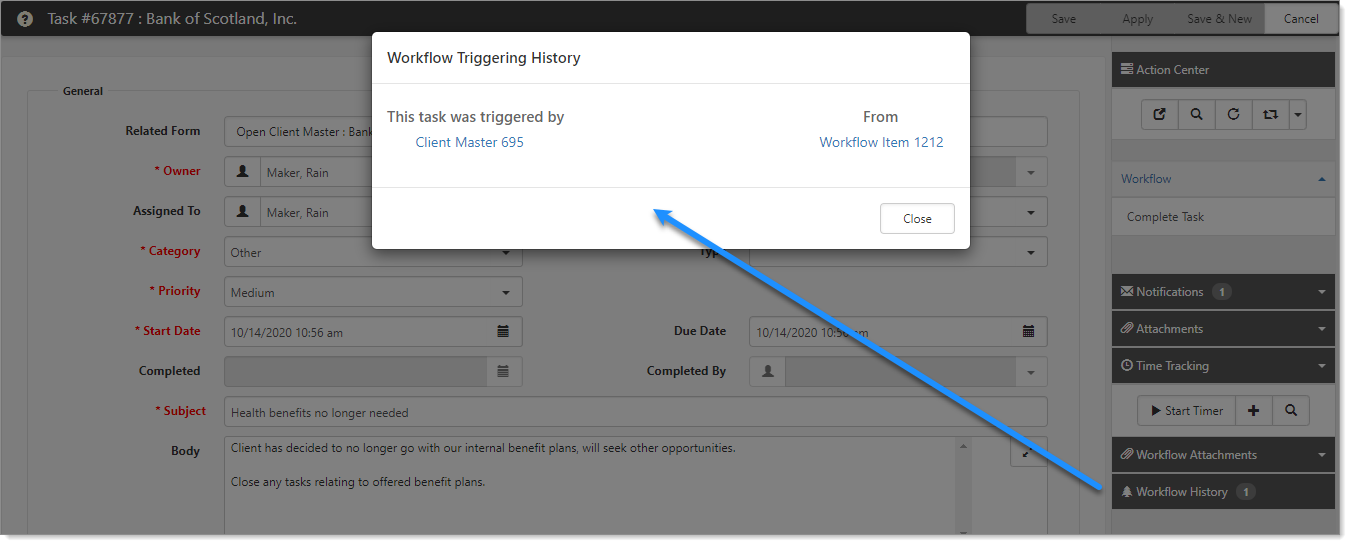 Task #67877 : Bank of Scotland, Inc.
Save Apply Save & New Cancel
Workflow Triggering History
This task was triggered by From
Client Master 695 Workflow Item 1212
Close
General
Related Form Open Client Master : Bank
* Owner Maker, Rain
Assigned To Maker, Rain
* Category Other
* Priority Medium
* Start Date 10/14/2020 10:56 am Due Date 10/14/2020 10:56 am
Completed Completed By
* Subject Health benefits no longer needed
Body Client has decided to no longer go with our internal benefit plans, will seek other opportunities.
Close any tasks relating to offered benefit plans.
Action Center
Workflow
Complete Task
Notifications 1
Attachments
Time Tracking
Start Timer
Workflow Attachments
Workflow History 1